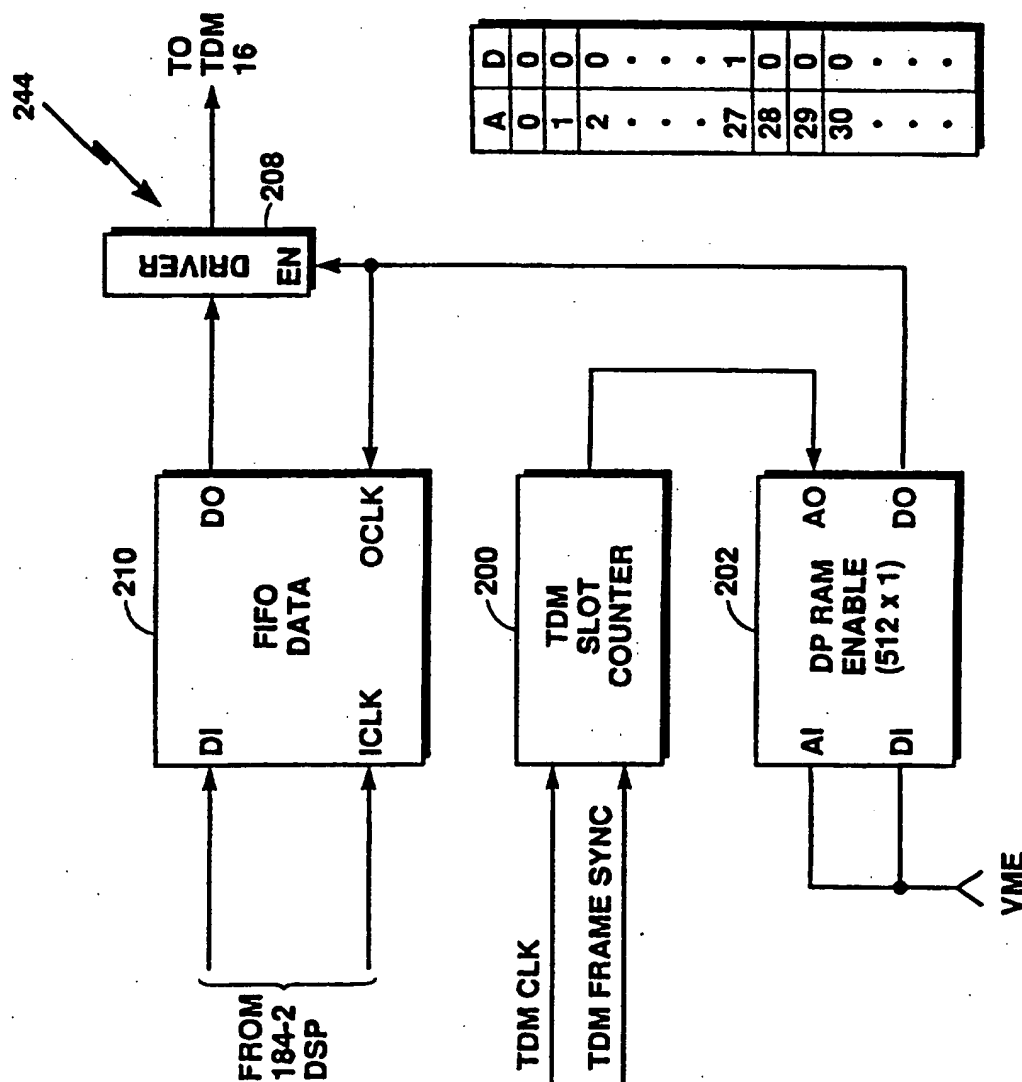 244
TO
TDM
16
208
DRIVER
EN
210
FIFO
DATA
DI
DO
ICLK
OCLK
FROM
184-2
DSP
200
TDM
SLOT
COUNTER
TDM CLK
TDM FRAME SYNC
202
DP RAM
ENABLE
(512 x 1)
AI
AO
DI
DO
VME
A D
0 0
1 0
2 0
. .
. .
. .
27 1
28 0
29 0
30 0
. .
. .
. .